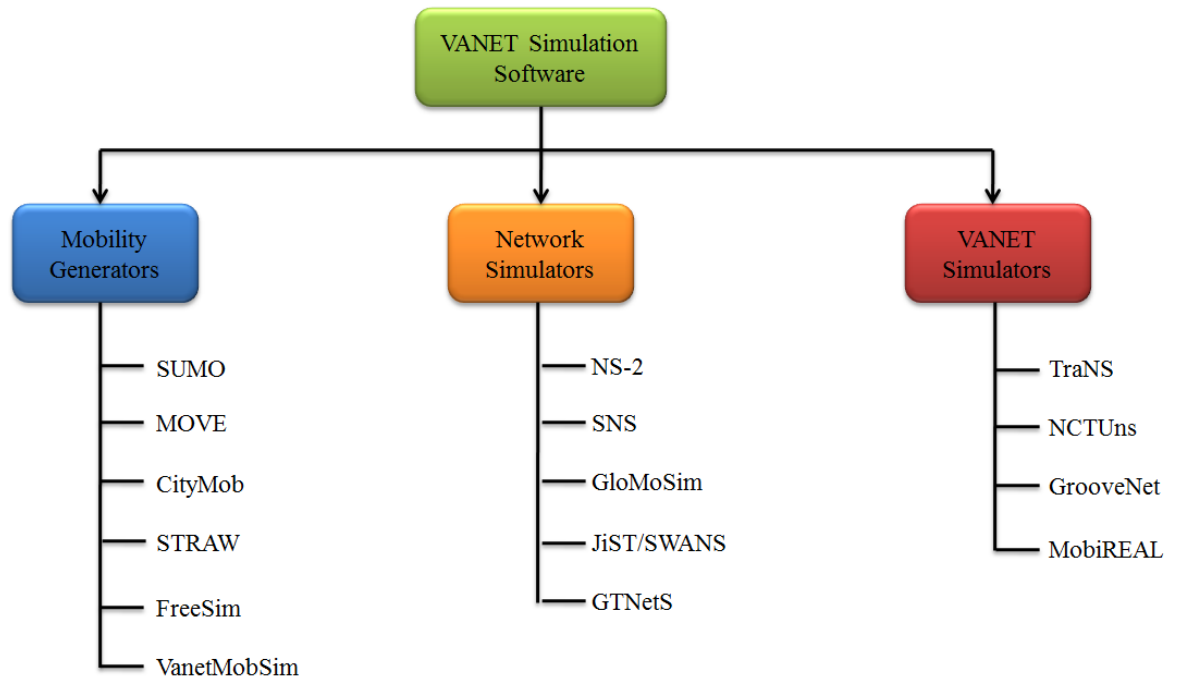 VANET Simulation
Software
Mobility
Generators
SUMO
MOVE
CityMob
STRAW
FreeSim
VanetMobSim
Network
Simulators
NS-2
SNS
GloMoSim
JiST/SWANS
GTNetS
VANET
Simulators
TraNS
NCTUns
GrooveNet
MobiREAL